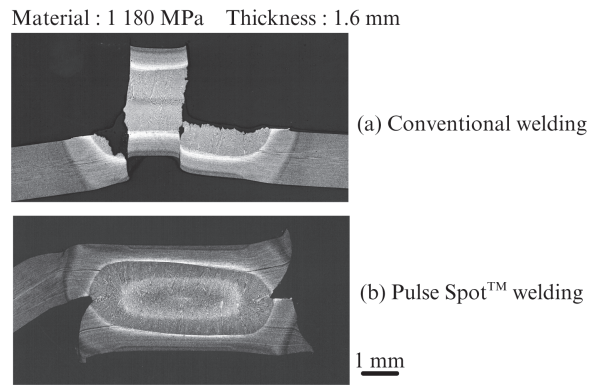 Material : 1 180 MPa Thickness : 1.6 mm
(a) Conventional welding
(b) Pulse Spot™ welding
1 mm